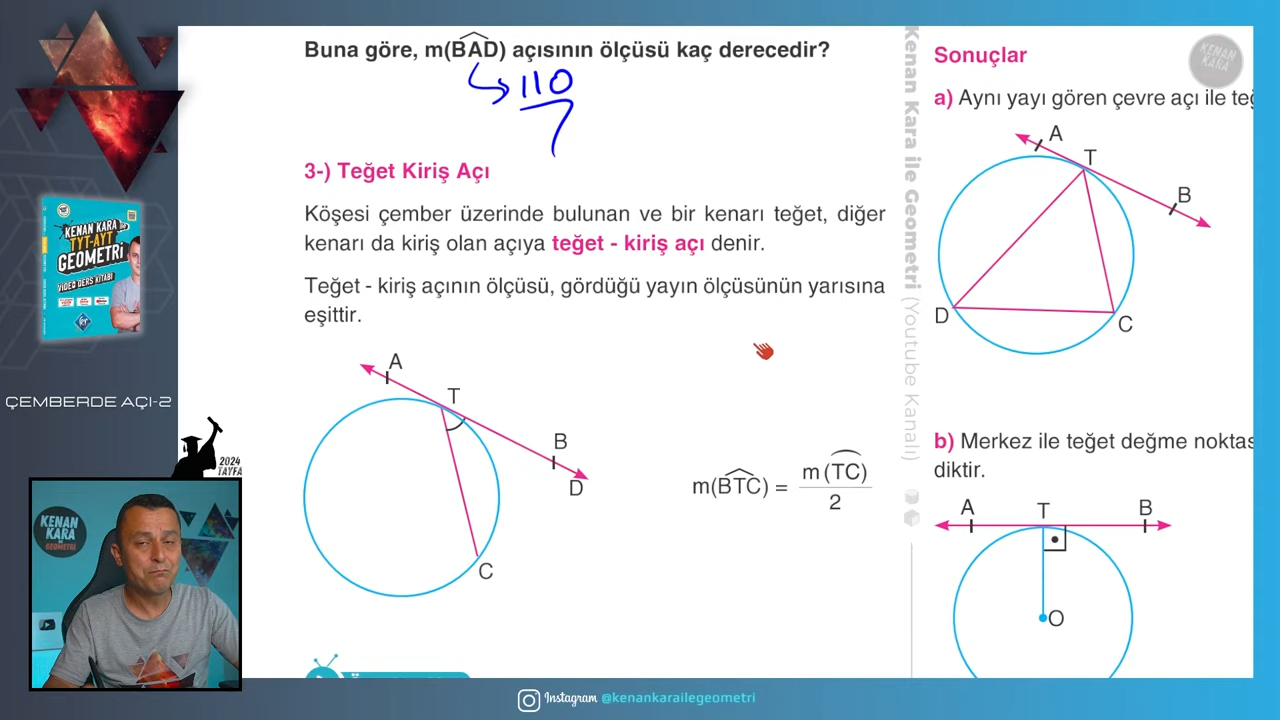 Buna göre, m(BAD) açısının ölçüsü kaç derecedir?
110
3-) Teğet Kiriş Açı
Köşesi çember üzerinde bulunan ve bir kenarı teğet, diğer
kenarı da kiriş olan açıya teğet - kiriş açı denir.
Teğet - kiriş açının ölçüsü, gördüğü yayın ölçüsünün yarısına
eşittir.
A
T
B
D
C
m(BTC) = m(TC)
2
Kenan Kara ile Geometri (Youtube Kanalı)
Sonuçlar
a) Aynı yayı gören çevre açı ile teğ
A
T
B
D
C
b) Merkez ile teğet değme noktas
diktir.
A
T
B
O
KENAN
KARA
KENAN KARA ile
TYT-AYT
GEOMETRİ
VİDEO DERS KİTABI
ÇEMBERDE AÇI-2
2024
TAYFA
KENAN
KARA
GEOMETRİ
Instagram @kenankarailegeometri